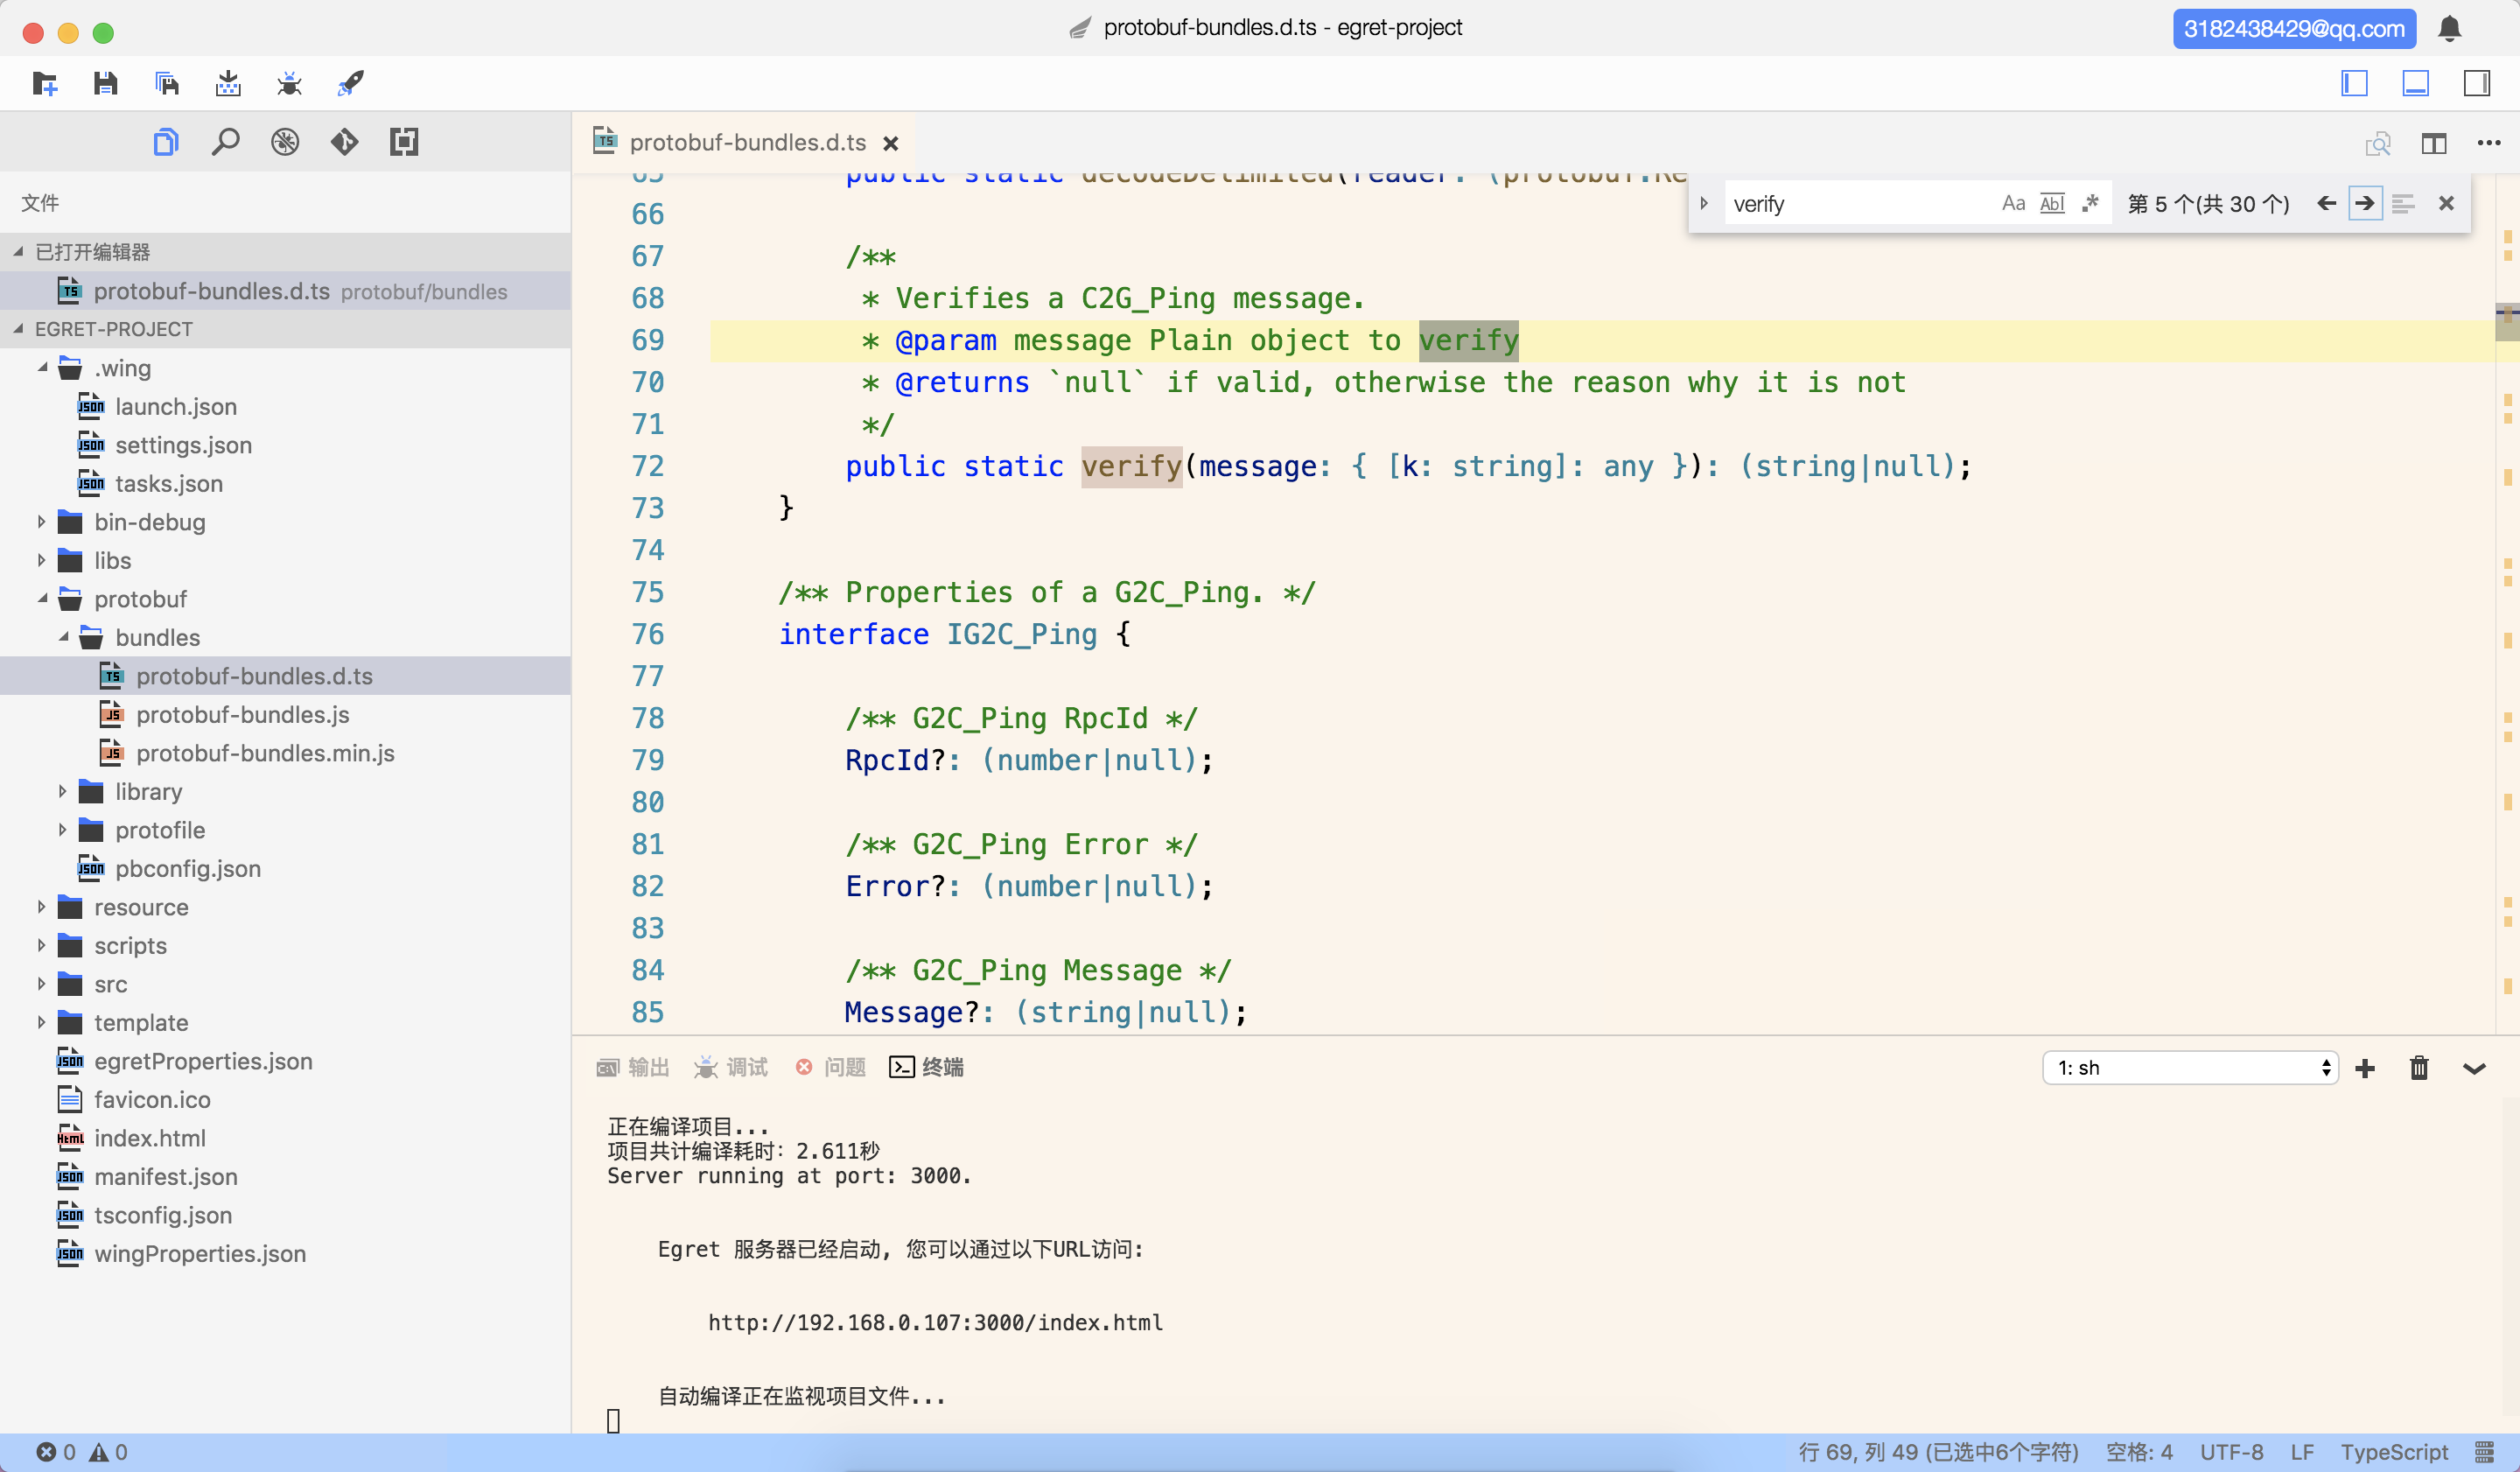 protobuf-bundles.d.ts - egret-project
3182438429@qq.com
protobuf-bundles.d.ts
文件
已打开编辑器
protobuf-bundles.d.ts protobuf/bundles
EGRET-PROJECT
.wing
launch.json
settings.json
tasks.json
bin-debug
libs
protobuf
bundles
protobuf-bundles.d.ts
protobuf-bundles.js
protobuf-bundles.min.js
library
protofile
pbconfig.json
resource
scripts
src
template
egretProperties.json
favicon.ico
index.html
manifest.json
tsconfig.json
wingProperties.json
verify Aa Abl .* 第 5 个(共 30 个)
65 public static decodeDelimited(reader: (protobuf.Re
66
67 /**
68 * Verifies a C2G_Ping message.
69 * @param message Plain object to verify
70 * @returns `null` if valid, otherwise the reason why it is not
71 */
72 public static verify(message: { [k: string]: any }): (string|null);
73 }
74
75 /** Properties of a G2C_Ping. */
76 interface IG2C_Ping {
77
78 /** G2C_Ping RpcId */
79 RpcId?: (number|null);
80
81 /** G2C_Ping Error */
82 Error?: (number|null);
83
84 /** G2C_Ping Message */
85 Message?: (string|null);
输出 调试 问题 终端 1: sh
正在编译项目...
项目共计编译耗时: 2.611秒
Server running at port: 3000.
Egret 服务器已经启动, 您可以通过以下URL访问:
http://192.168.0.107:3000/index.html
自动编译正在监视项目文件...
0 0 行 69, 列 49 (已选中6个字符) 空格: 4 UTF-8 LF TypeScript